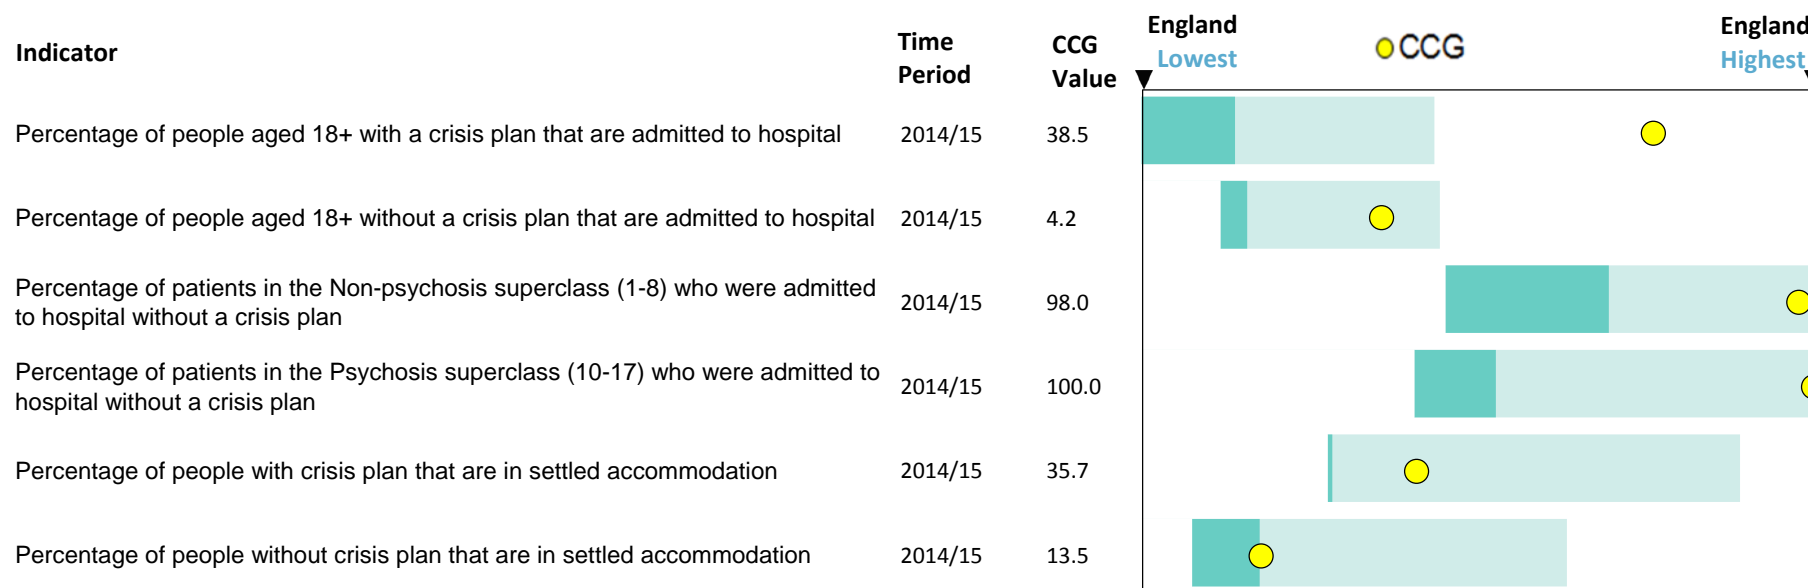 Indicator
Time Period
CCG Value
England Lowest
CCG
England Highest
Percentage of people aged 18+ with a crisis plan that are admitted to hospital 2014/15 38.5
Percentage of people aged 18+ without a crisis plan that are admitted to hospital 2014/15 4.2
Percentage of patients in the Non-psychosis superclass (1-8) who were admitted
to hospital without a crisis plan 2014/15 98.0
Percentage of patients in the Psychosis superclass (10-17) who were admitted to
hospital without a crisis plan 2014/15 100.0
Percentage of people with crisis plan that are in settled accommodation 2014/15 35.7
Percentage of people without crisis plan that are in settled accommodation 2014/15 13.5